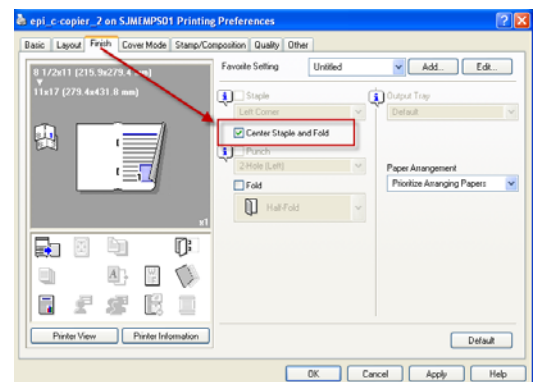 epi_c-copier_2 on SJMEMPS01 Printing Preferences
Basic Layout Finish Cover Mode Stamp/Composition Quality Other
8 1/2x11 (215.9x279.4 mm)
11x17 (279.4x431.8 mm)
x1
Printer View Printer Information
Favorite Setting Untitled Add... Edit...
Staple
Left Corner
Center Staple and Fold
Punch
2-Hole (Left)
Fold
Half-Fold
Output Tray
Default
Paper Arrangement
Prioritize Arranging Papers
Default
OK Cancel Apply Help